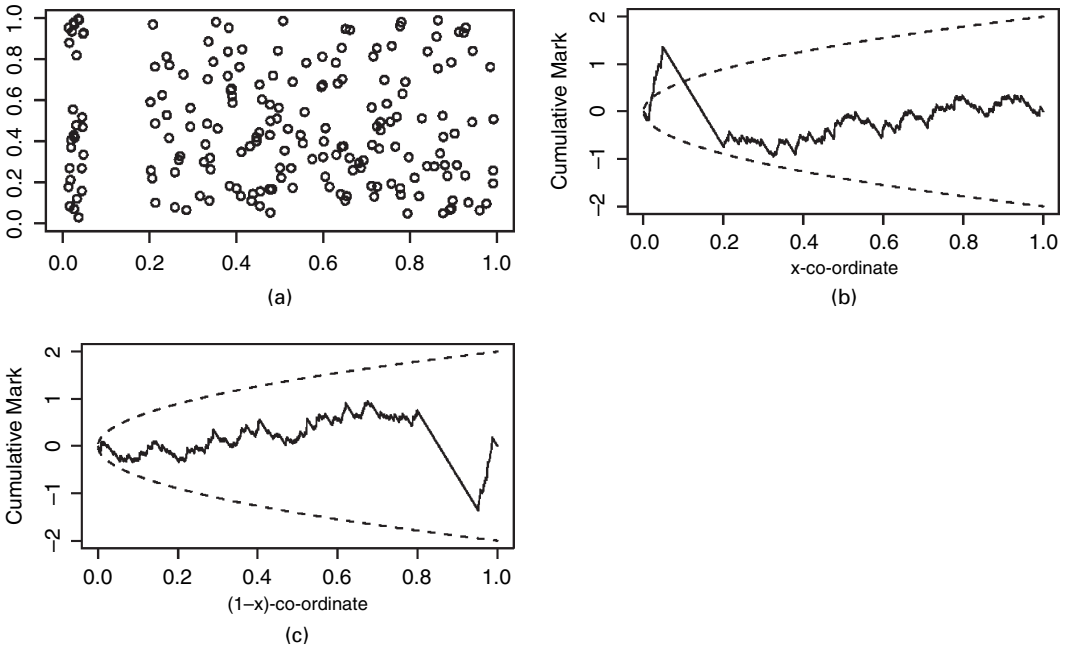 1.0
0.8
0.6
0.4
0.2
0.0
0.0 0.2 0.4 0.6 0.8 1.0
(a)
Cumulative Mark
2
1
0
−1
−2
0.0 0.2 0.4 0.6 0.8 1.0
x-co-ordinate
(b)
Cumulative Mark
2
1
0
−1
−2
0.0 0.2 0.4 0.6 0.8 1.0
(1–x)-co-ordinate
(c)